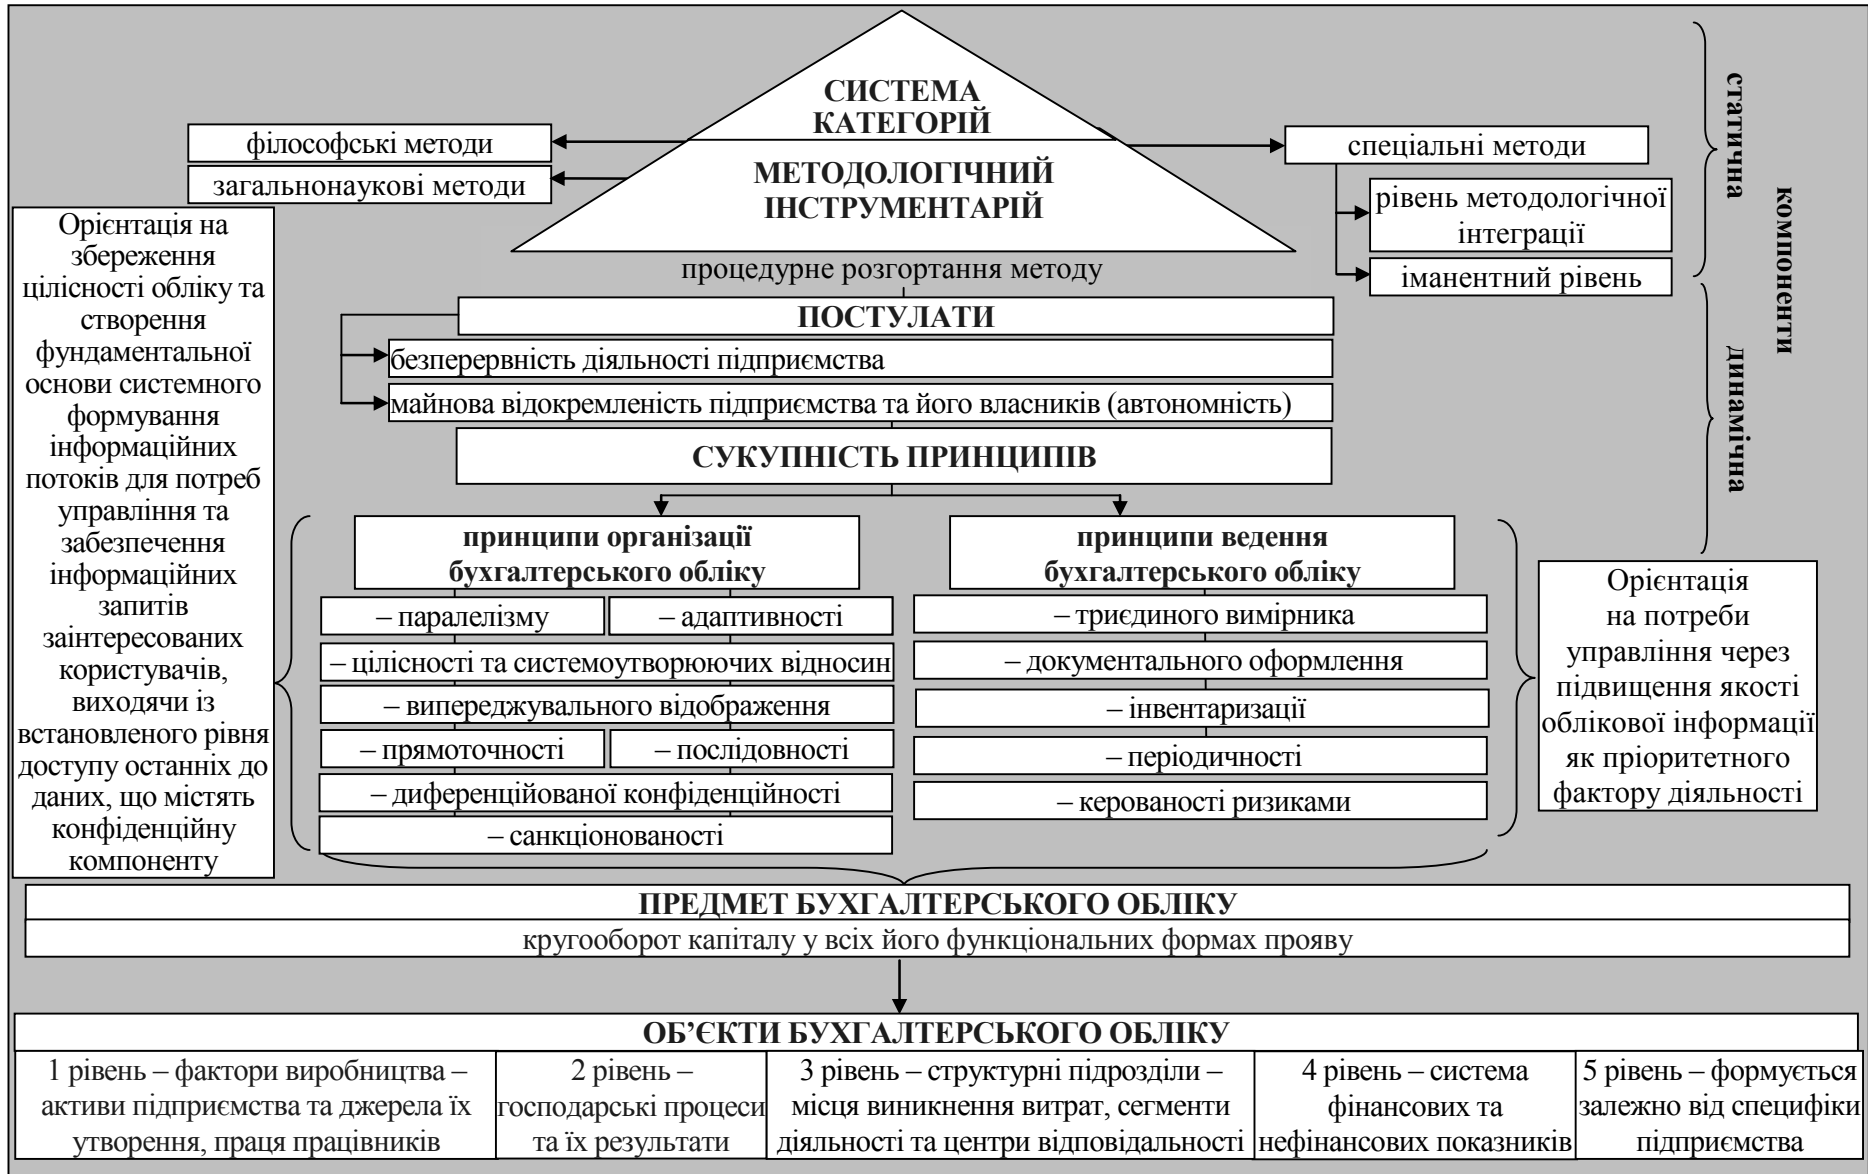 СИСТЕМА
КАТЕГОРІЙ
МЕТОДОЛОГІЧНИЙ
ІНСТРУМЕНТАРІЙ
філософські методи
загальнонаукові методи
спеціальні методи
рівень методологічної
інтеграції
іманентний рівень
статична
компоненти
динамічна
процедурне розгортання методу
ПОСТУЛАТИ
безперервність діяльності підприємства
майнова відокремленість підприємства та його власників (автономність)
СУКУПНІСТЬ ПРИНЦИПІВ
Орієнтація на
збереження
цілісності обліку та
створення
фундаментальної
основи системного
формування
інформаційних
потоків для потреб
управління та
забезпечення
інформаційних
запитів
заінтересованих
користувачів,
виходячи із
встановленого рівня
доступу останніх до
даних, що містять
конфіденційну
компоненту
принципи організації
бухгалтерського обліку
– паралелізму
– адаптивності
– цілісності та системоутворюючих відносин
– випереджувального відображення
– прямоточності
– послідовності
– диференційованої конфіденційності
– санкціонованості
принципи ведення
бухгалтерського обліку
– триєдиного вимірника
– документального оформлення
– інвентаризації
– періодичності
– керованості ризиками
Орієнтація
на потреби
управління через
підвищення якості
облікової інформації
як пріоритетного
фактору діяльності
ПРЕДМЕТ БУХГАЛТЕРСЬКОГО ОБЛІКУ
кругооборот капіталу у всіх його функціональних формах прояву
ОБ’ЄКТИ БУХГАЛТЕРСЬКОГО ОБЛІКУ
1 рівень – фактори виробництва –
активи підприємства та джерела їх
утворення, праця працівників
2 рівень –
господарські процеси
та їх результати
3 рівень – структурні підрозділи –
місця виникнення витрат, сегменти
діяльності та центри відповідальності
4 рівень – система
фінансових та
нефінансових показників
5 рівень – формується
залежно від специфіки
підприємства